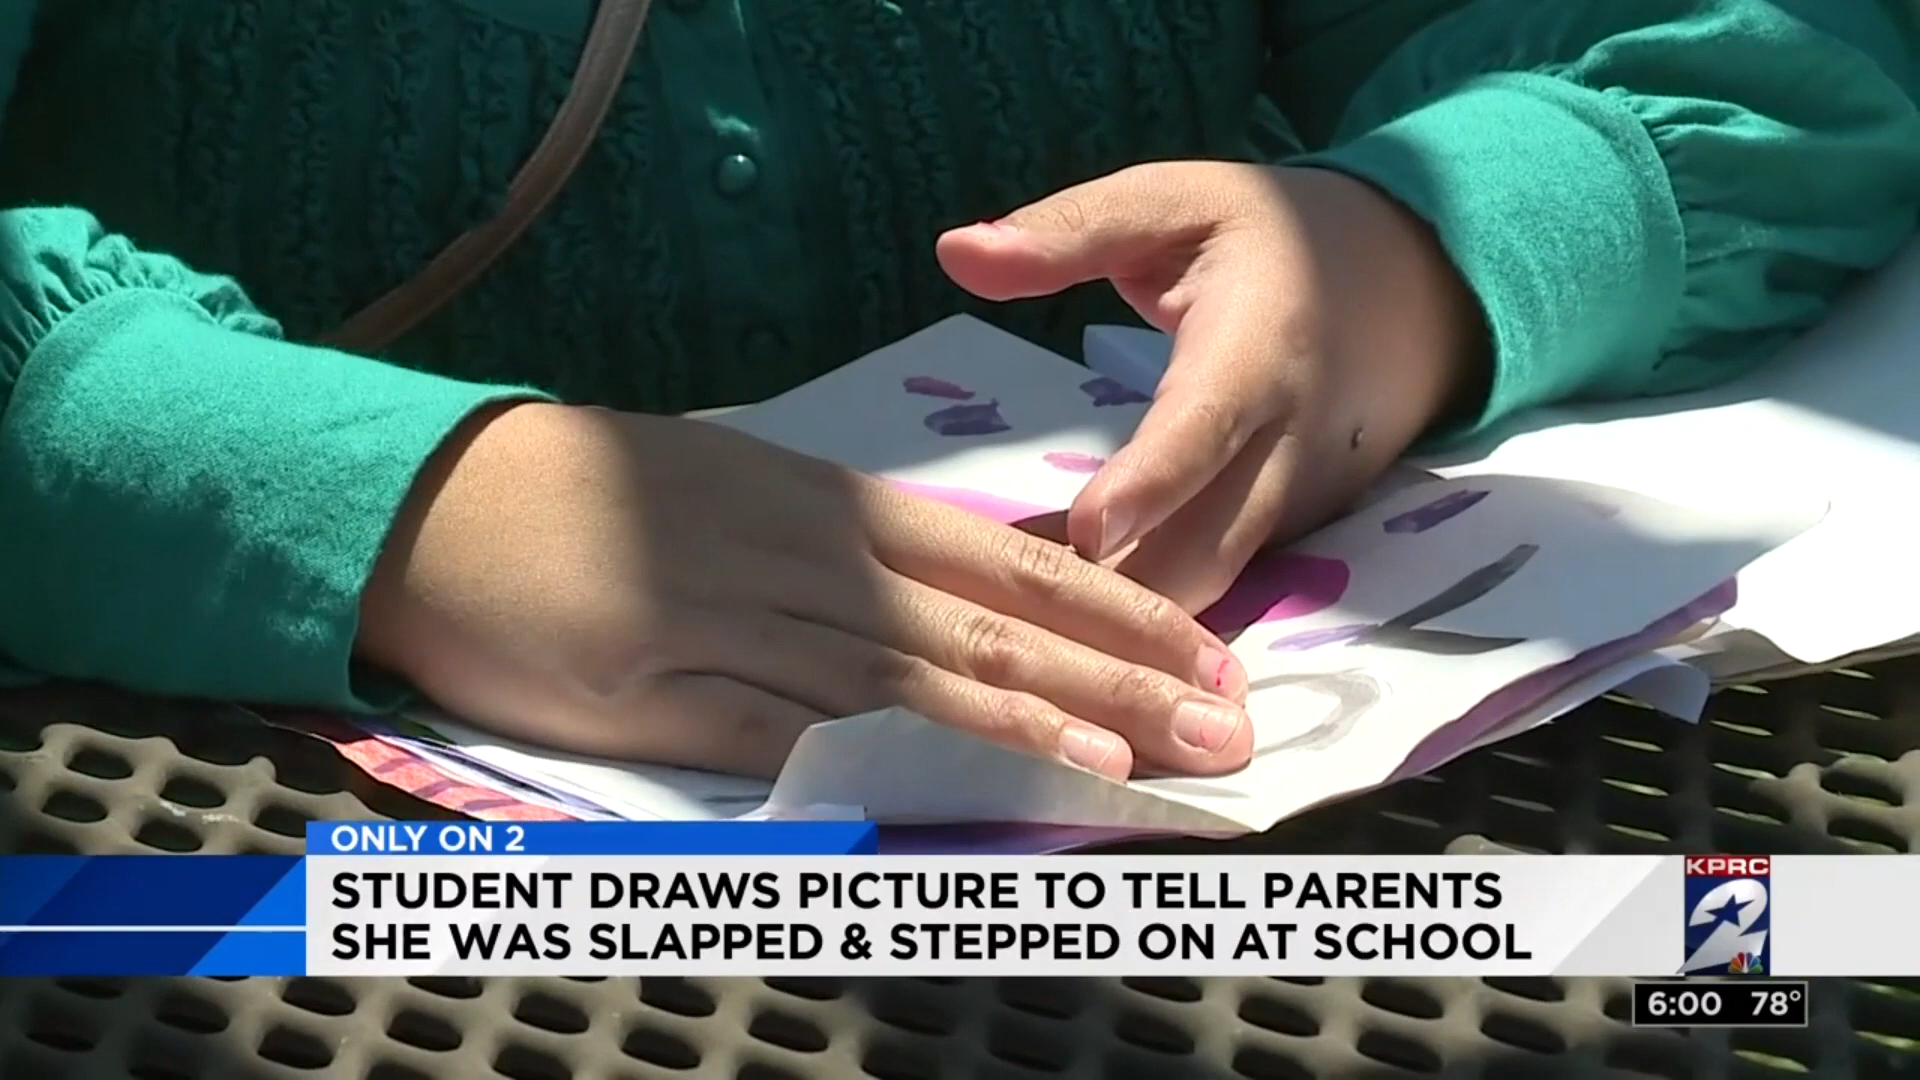 ONLY ON 2
STUDENT DRAWS PICTURE TO TELL PARENTS
SHE WAS SLAPPED & STEPPED ON AT SCHOOL
KPRC
2
6:00 78°